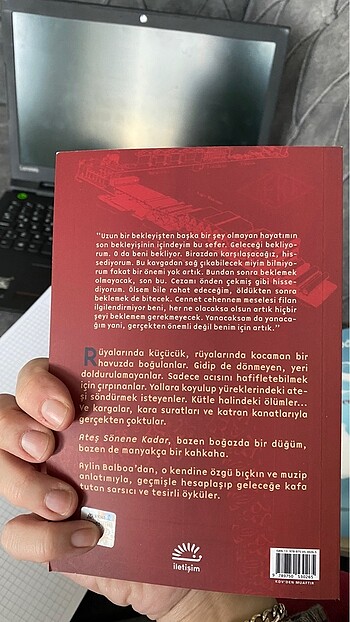 "Uzun bir bekleyişten başka bir şey olmayan hayatımın
son bekleyişinin içindeyim bu sefer. Geleceği bekliyo-
rum. O da beni bekliyor. Birazdan karşılaşacağız, his-
sediyorum. Bu kavgadan sağ çıkabilecek miyim bilmiyo-
rum fakat bir önemi yok artık. Bundan sonra beklemek
olmayacak, son bu. Cezamı önden çekmiş gibi hisse-
diyorum. Ölsem bile rahat edeceğim, öldükten sonra
beklemek de bitecek. Cennet cehennem meselesi filan
ilgilendirmiyor beni, her ne olacaksa olsun artık hiçbir
şeyi beklemem gerekmeyecek. Yanacaksam da yanaca-
ğım yani, gerçekten önemli değil benim için artık."
Rüyalarında küçücük, rüyalarında kocaman bir
havuzda boğulanlar. Gidip de dönmeyen, yeri
doldurulamayanlar. Sadece acısını hafifletebilmek
için çırpınanlar. Yollara koyulup yüreklerindeki ate-
şi söndürmek isteyenler. Kütle halindeki ölümler...
Ve kargalar, kara suratları ve katran kanatlarıyla
gerçekten çoktular.
Ateş Sönene Kadar, bazen boğazda bir düğüm,
bazen de manyakça bir kahkaha.
Aylin Balboa'dan, o kendine özgü bıçkın ve muzip
anlatımıyla, geçmişle hesaplaşıp geleceğe kafa
tutan sarsıcı ve tesirli öyküler.
iletişim
9 789750 530265
KDV'DEN MUAFTIR